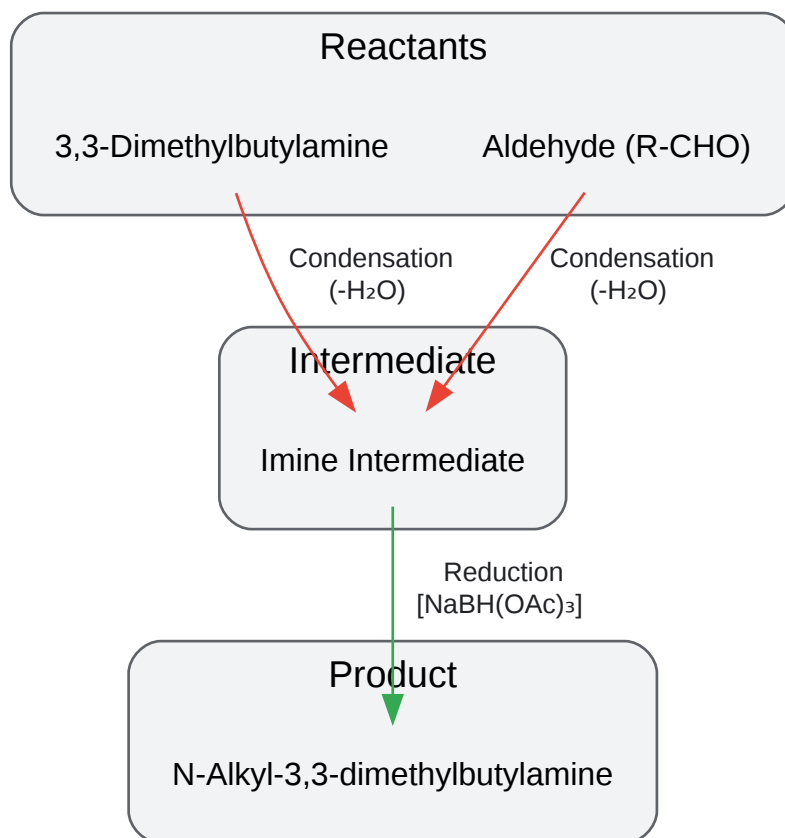 Reactants
3,3-Dimethylbutylamine
Aldehyde (R-CHO)
Condensation
(-H₂O)
Condensation
(-H₂O)
Intermediate
Imine Intermediate
Reduction
[NaBH(OAc)₃]
Product
N-Alkyl-3,3-dimethylbutylamine